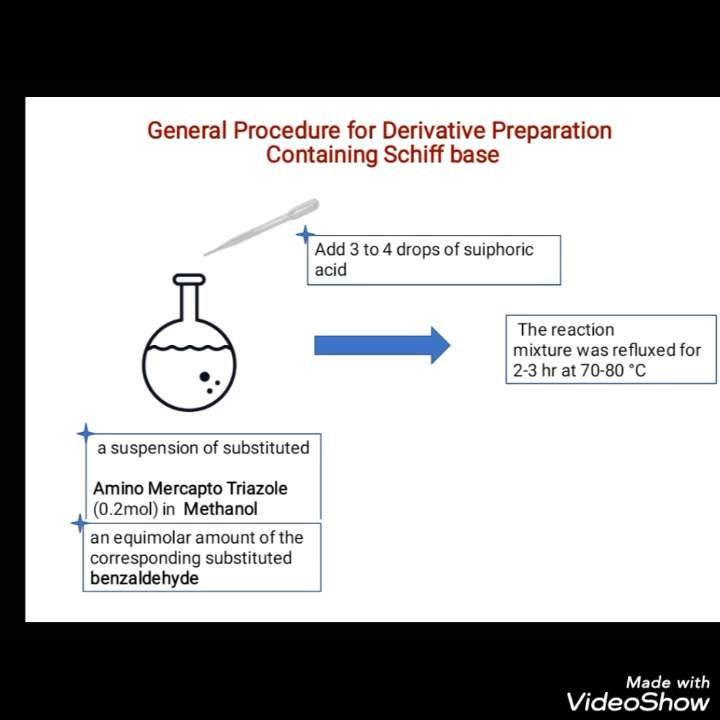 General Procedure for Derivative Preparation
Containing Schiff base
Add 3 to 4 drops of suiphoric
acid
The reaction
mixture was refluxed for
2-3 hr at 70-80 °C
a suspension of substituted
Amino Mercapto Triazole
(0.2mol) in Methanol
an equimolar amount of the
corresponding substituted
benzaldehyde
Made with
VideoShow